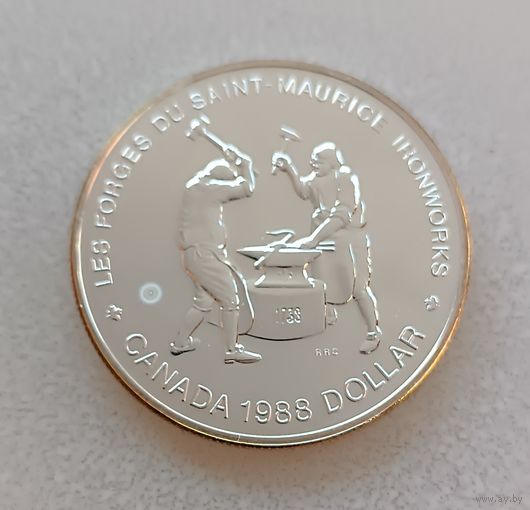 LES FORGES DU SAINT-MAURICE IRONWORKS
1738
RRC
CANADA 1988 DOLLAR
www.ay.by